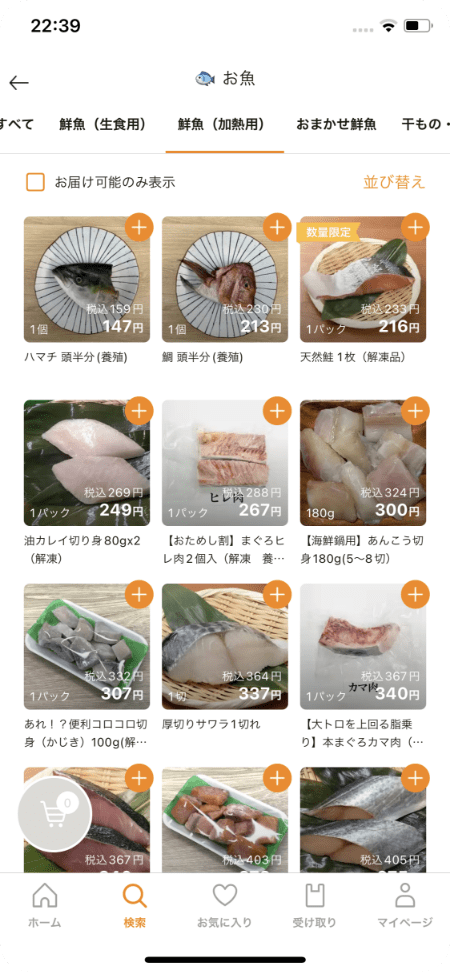 22:39
お魚
すべて
鮮魚（生食用）
鮮魚（加熱用）
おまかせ鮮魚
干もの・
お届け可能のみ表示
並び替え
数量限定
税込159円
1個
147円
税込230円
1個
213円
税込233円
1パック
216円
ハマチ 頭半分(養殖)
鯛 頭半分(養殖)
天然鮭 1枚（解凍品）
税込269円
1パック
249円
税込288円
ヒレ肉
1パック
267円
税込324円
180g
300円
油カレイ切り身80gx2
（解凍）
【おためし割】まぐろヒ
レ肉2個入（解凍　養…
【海鮮鍋用】あんこう切
身180g(5〜8切）
税込332円
1パック
307円
税込364円
1切
337円
税込367円
カマ肉
1パック
340円
あれ！？便利コロコロ切
身（かじき）100g(解…
厚切りサワラ1切れ
【大トロを上回る脂乗
り】本まぐろカマ肉（…
0
税込367円
税込403円
税込405円
ホーム
検索
お気に入り
受け取り
マイページ